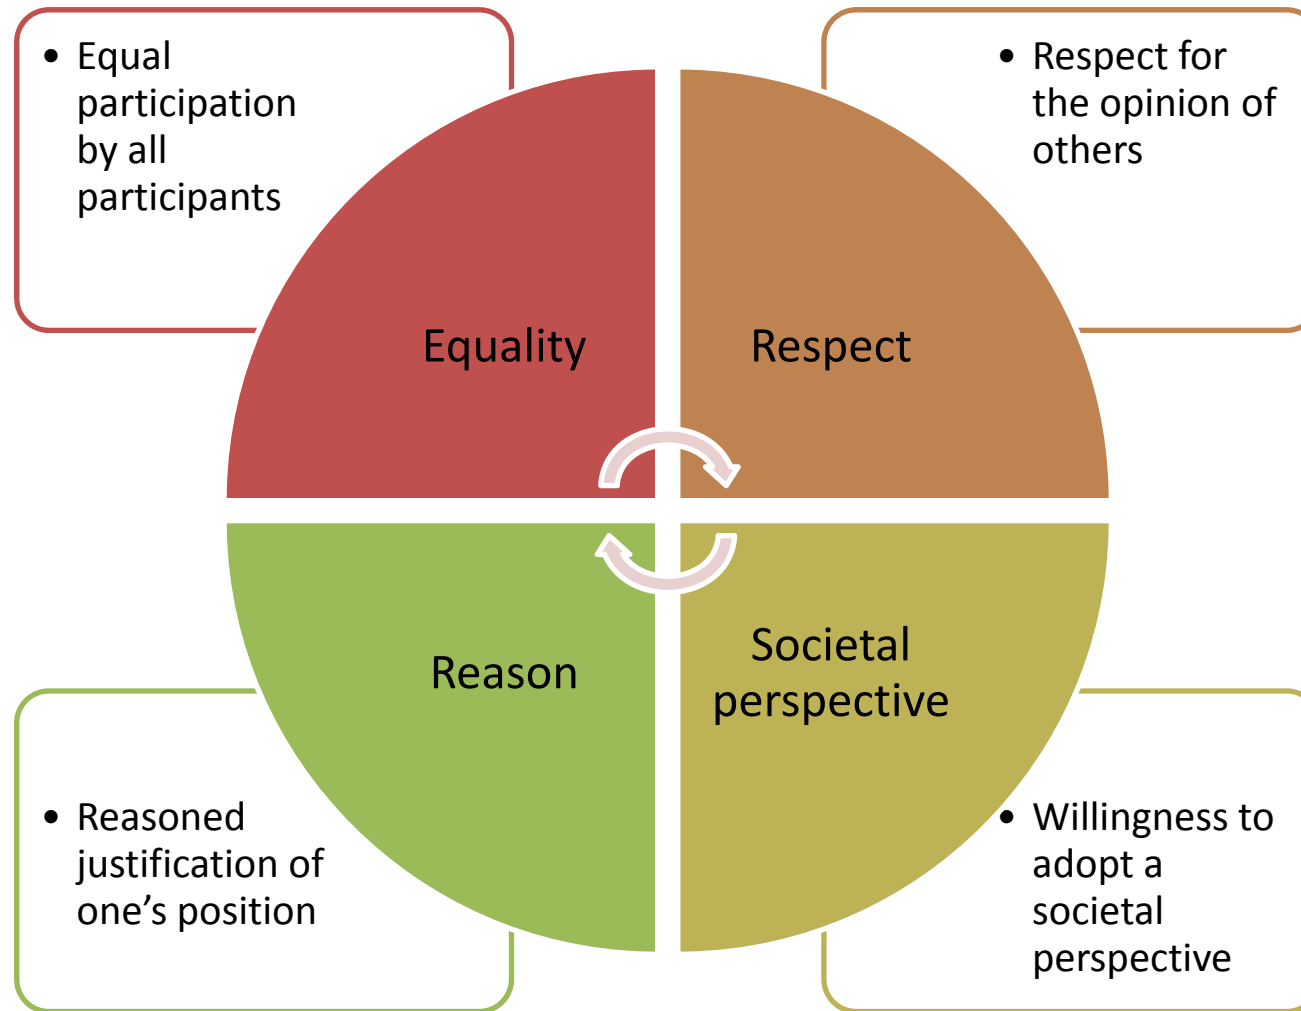 • Equal
participation
by all
participants
• Respect for
the opinion of
others
Equality
Respect
Reason
Societal
perspective
• Reasoned
justification of
one’s position
• Willingness to
adopt a
societal
perspective